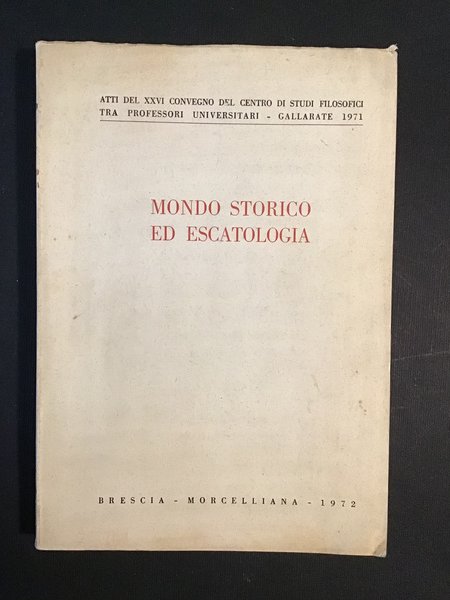 ATTI DEL XXVI CONVEGNO DEL CENTRO DI STUDI FILOSOFICI
TRA PROFESSORI UNIVERSITARI - GALLARATE 1971
MONDO STORICO
ED ESCATOLOGIA
BRESCIA - MORCELLIANA - 1972